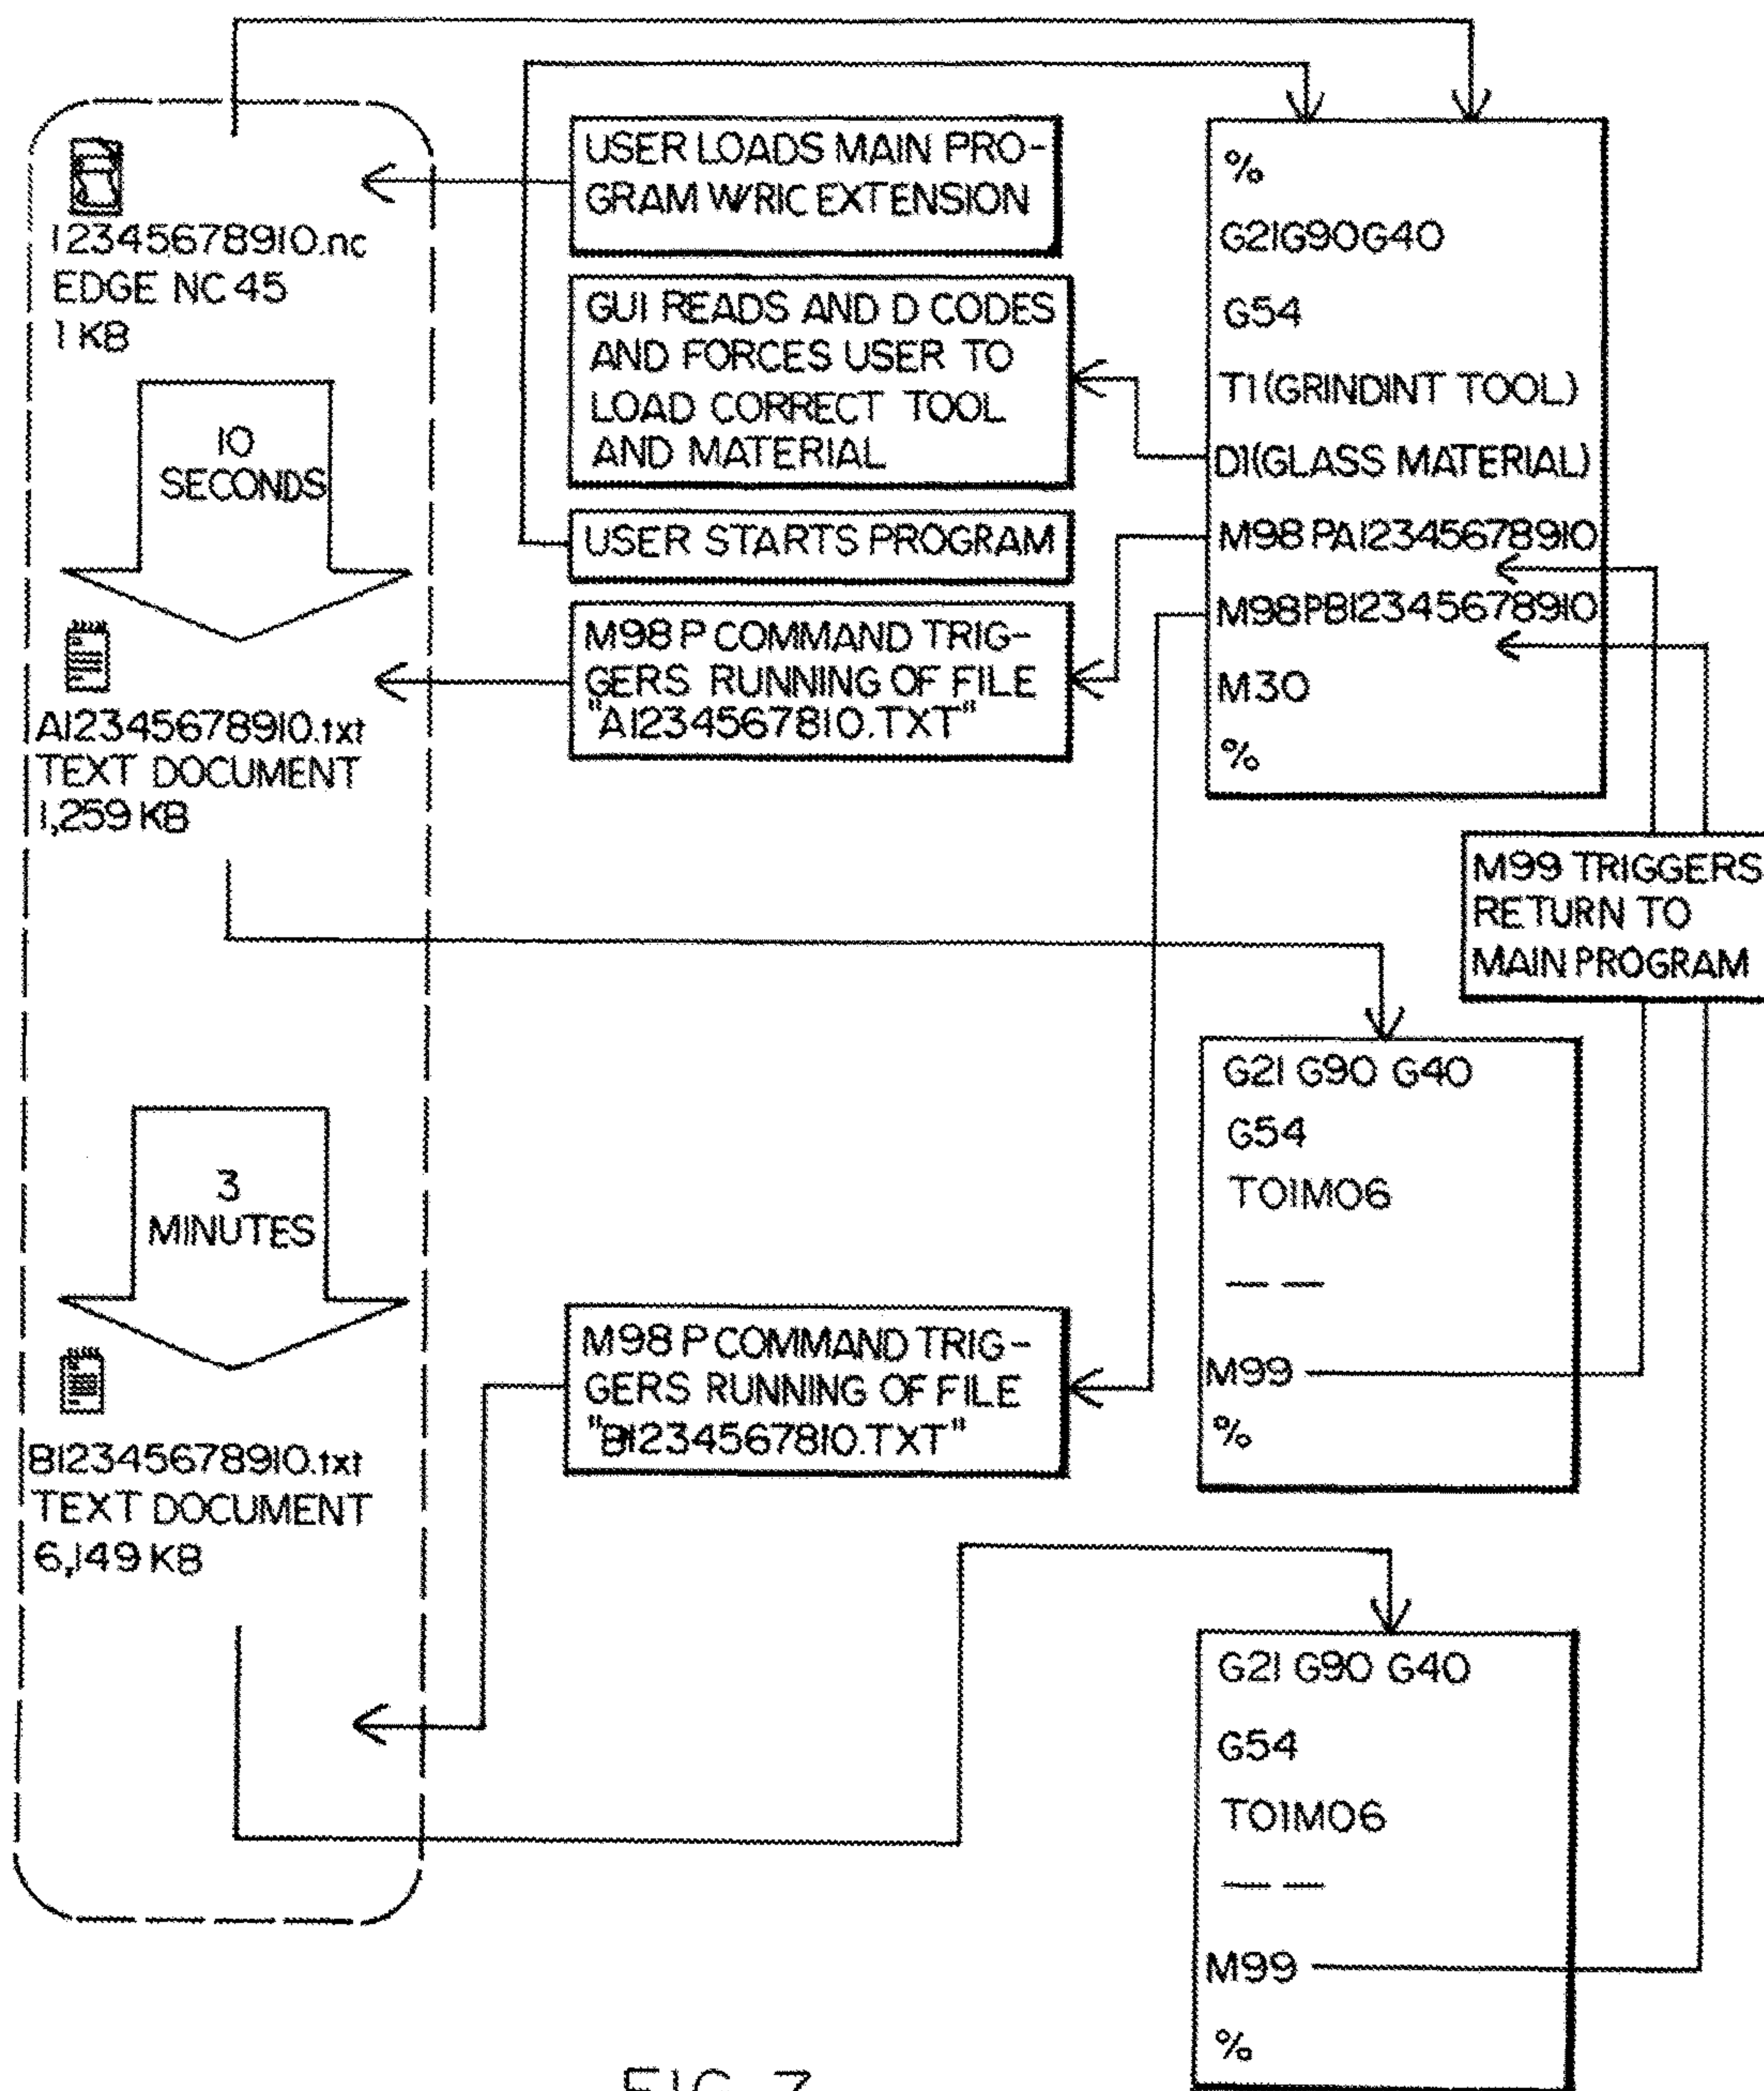 12345678910.nc
EDGE NC 45
1 KB
10
SECONDS
A12345678910.txt
TEXT DOCUMENT
1,259 KB
3
MINUTES
B12345678910.txt
TEXT DOCUMENT
6,149 KB
USER LOADS MAIN PRO-
GRAM W/RIC EXTENSION
GUI READS AND D CODES
AND FORCES USER TO
LOAD CORRECT TOOL
AND MATERIAL
USER STARTS PROGRAM
M98 P COMMAND TRIG-
GERS RUNNING OF FILE
"A1234567810.TXT"
M98 P COMMAND TRIG-
GERS RUNNING OF FILE
"B1234567810.TXT"
%
G21G90G40
G54
T1(GRINDINT TOOL)
D1(GLASS MATERIAL)
M98 PA12345678910
M98PB12345678910
M30
%
M99 TRIGGERS
RETURN TO
MAIN PROGRAM
G21 G90 G40
G54
T01M06
— —
M99
%
G21 G90 G40
G54
T01M06
— —
M99
%
FIG. 7